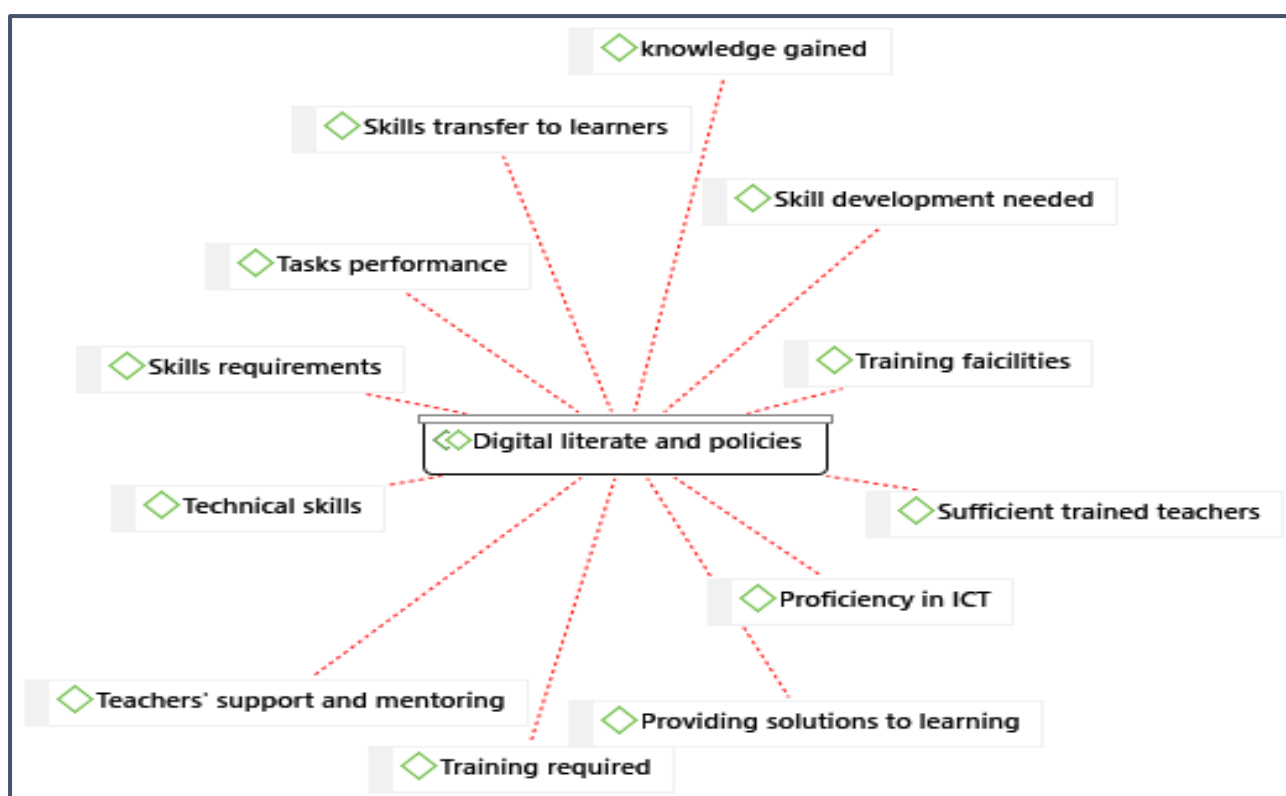 knowledge gained
Skills transfer to learners
Skill development needed
Tasks performance
Skills requirements
Training faicilities
Digital literate and policies
Technical skills
Sufficient trained teachers
Proficiency in ICT
Teachers' support and mentoring
Providing solutions to learning
Training required